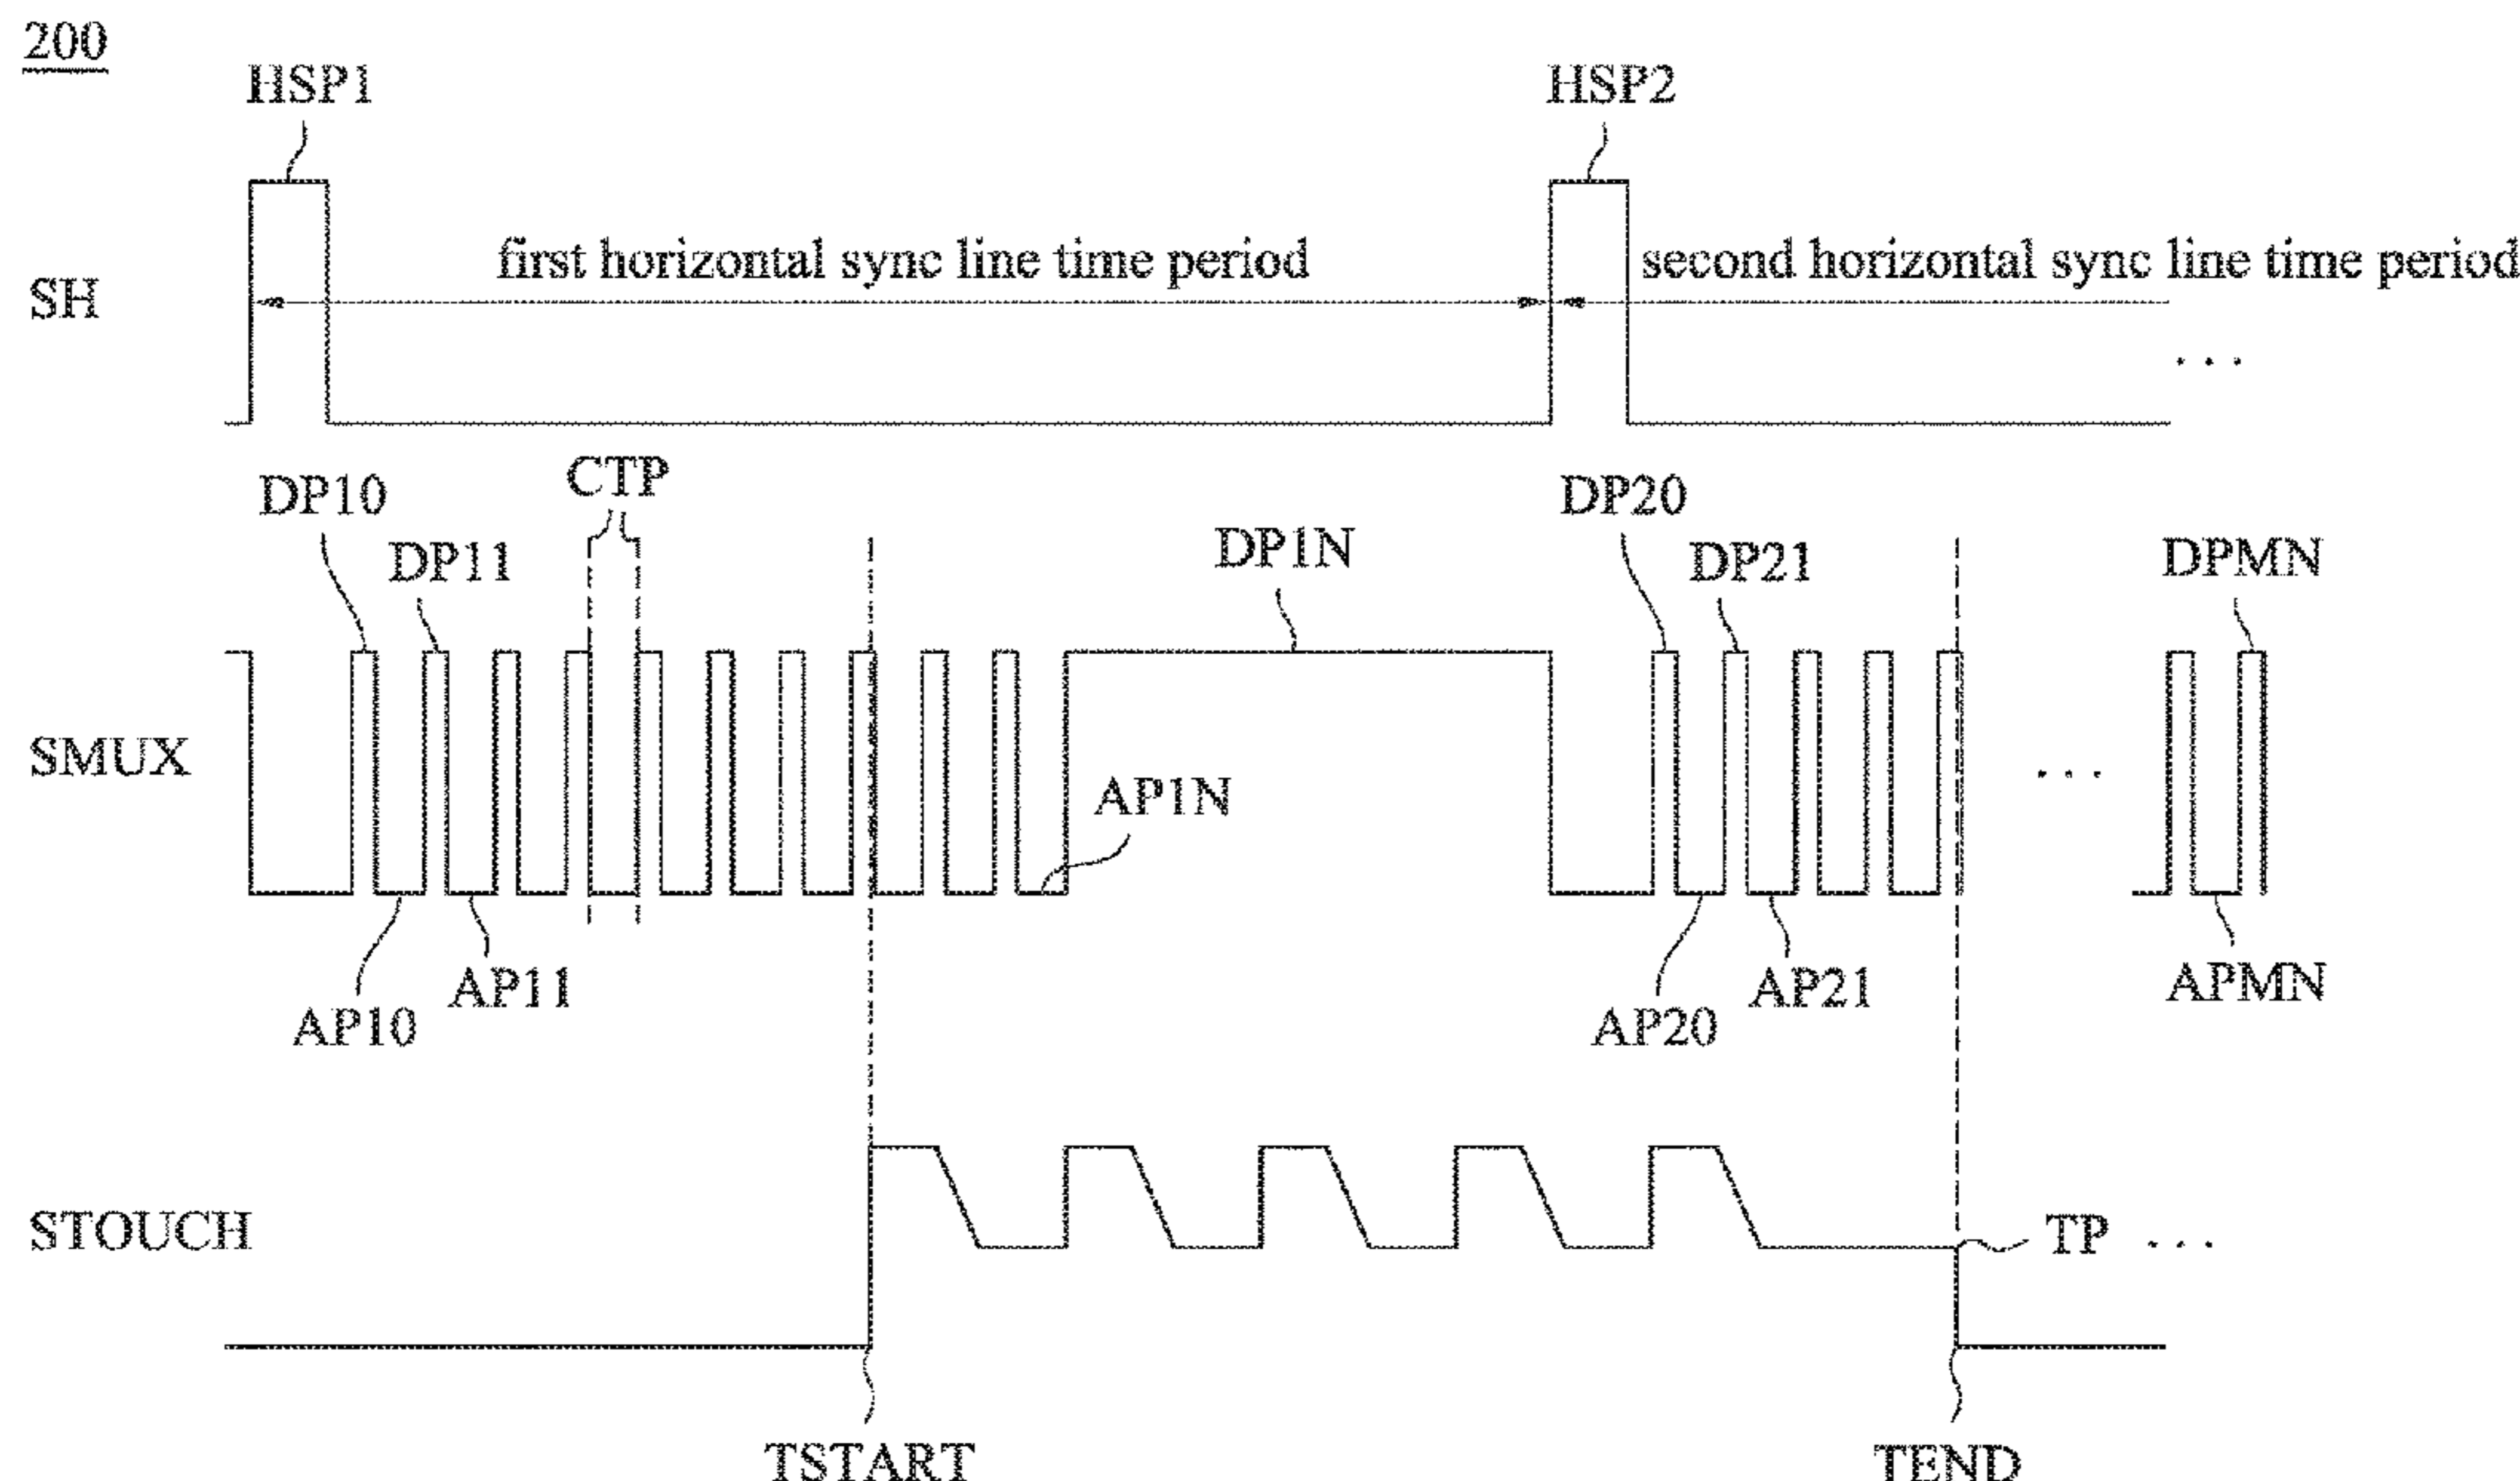 200
HSP1
HSP2
first horizontal sync line time period
second horizontal sync line time period
SH
...
DP10
DP11
CTP
DP1N
DP20
DP21
DPMN
SMUX
AP1N
...
AP10
AP11
AP20
AP21
APMN
STOUCH
TP ...
TSTART
TEND